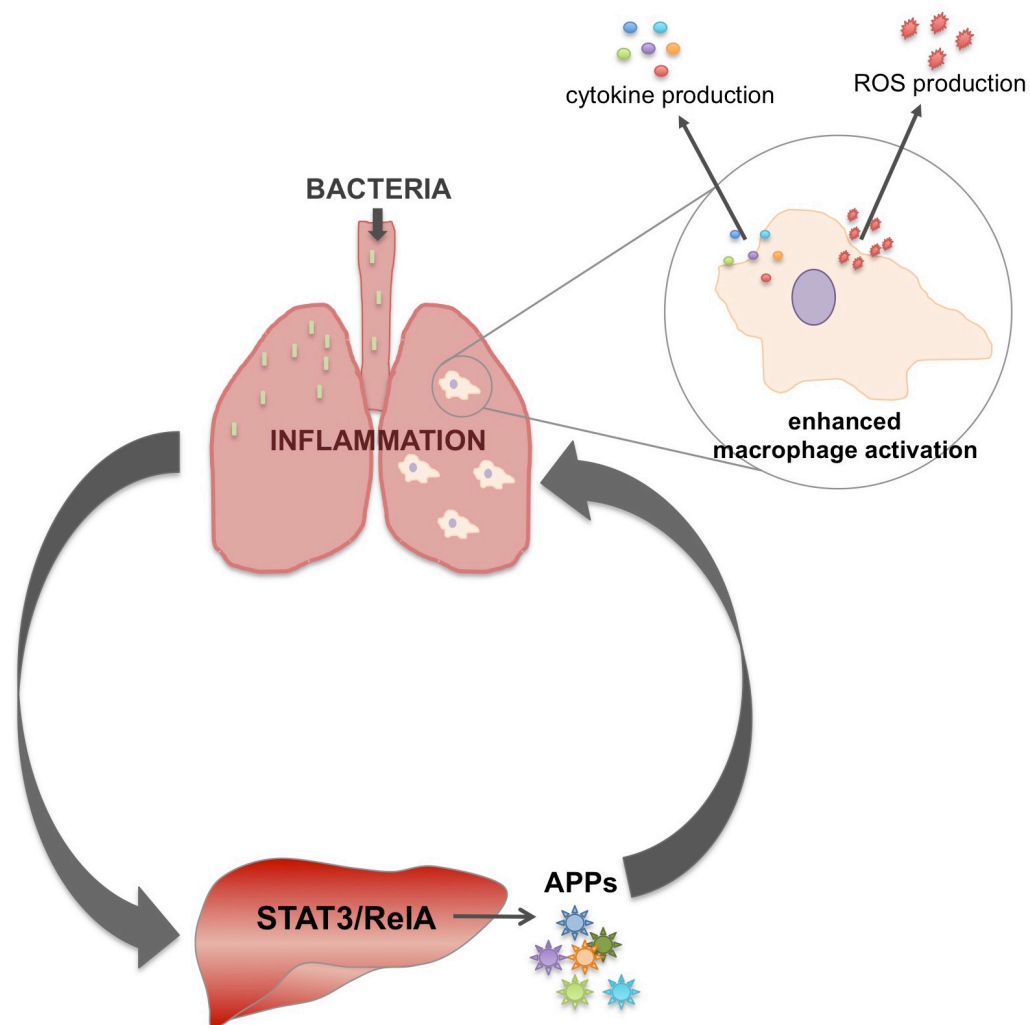 cytokine production
ROS production
BACTERIA
INFLAMMATION
enhanced
macrophage activation
STAT3/RelA
APPs